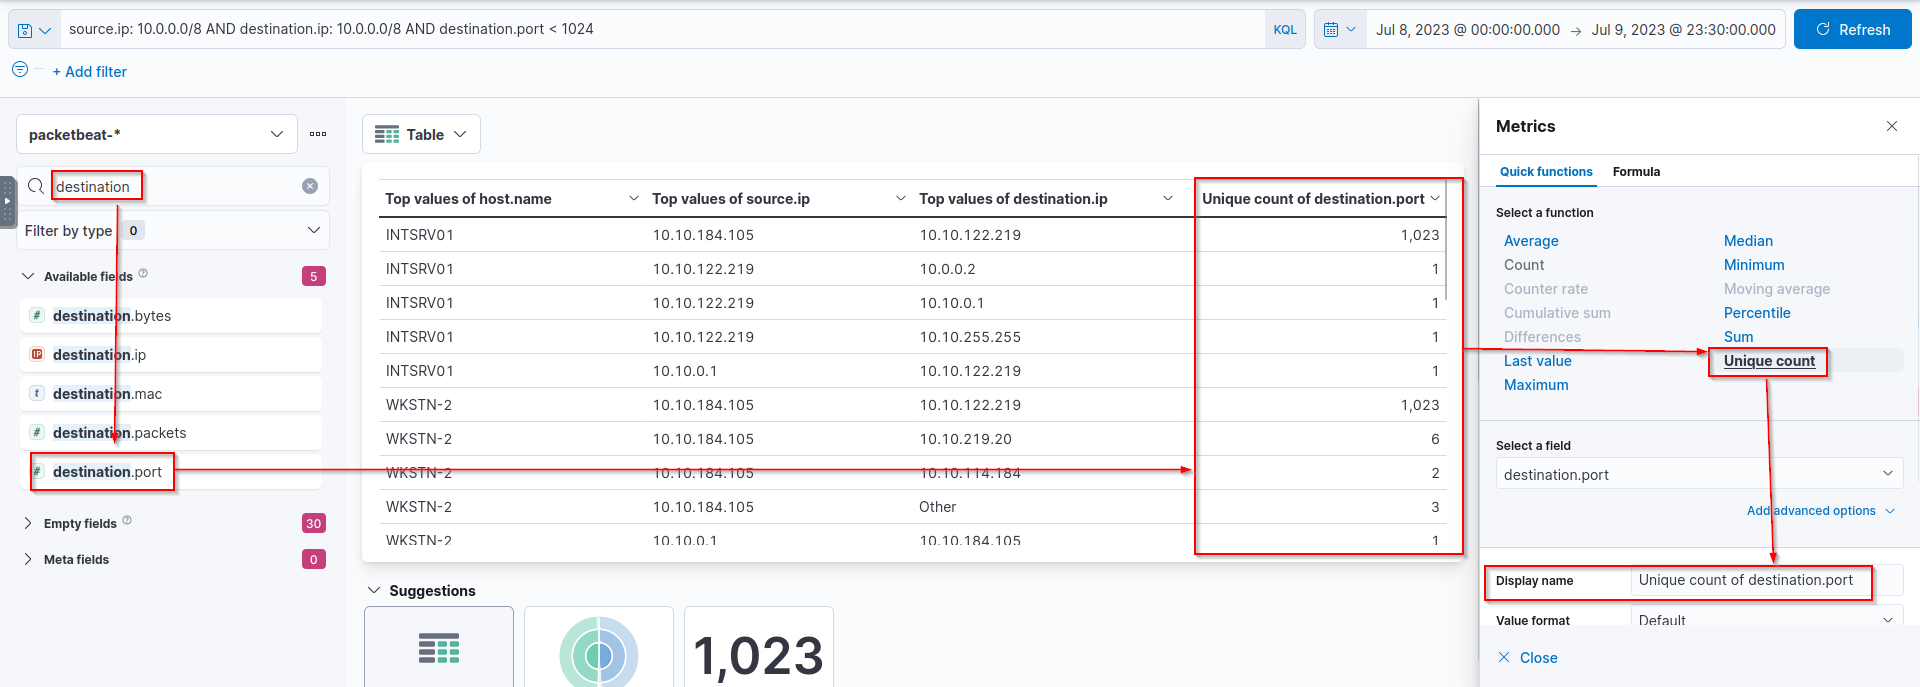 source.ip: 10.0.0.0/8 AND destination.ip: 10.0.0.0/8 AND destination.port < 1024
KQL
Jul 8, 2023 @ 00:00:00.000 → Jul 9, 2023 @ 23:30:00.000
Refresh
+ Add filter
packetbeat-*
destination
Filter by type 0
Available fields 5
destination.bytes
destination.ip
destination.mac
destination.packets
destination.port
Empty fields 30
Meta fields 0
Table
Top values of host.name Top values of source.ip Top values of destination.ip Unique count of destination.port
INTSRV01 10.10.184.105 10.10.122.219 1,023
INTSRV01 10.10.122.219 10.0.0.2 1
INTSRV01 10.10.122.219 10.10.0.1 1
INTSRV01 10.10.122.219 10.10.255.255 1
INTSRV01 10.10.0.1 10.10.122.219 1
WKSTN-2 10.10.184.105 10.10.122.219 1,023
WKSTN-2 10.10.184.105 10.10.219.20 6
WKSTN-2 10.10.184.105 10.10.114.184 2
WKSTN-2 10.10.184.105 Other 3
WKSTN-2 10.10.0.1 10.10.184.105 1
Suggestions
1,023
Metrics
Quick functions Formula
Select a function
Average Median
Count Minimum
Counter rate Moving average
Cumulative sum Percentile
Differences Sum
Last value Unique count
Maximum
Select a field
destination.port
Add advanced options
Display name Unique count of destination.port
Value format Default
Close